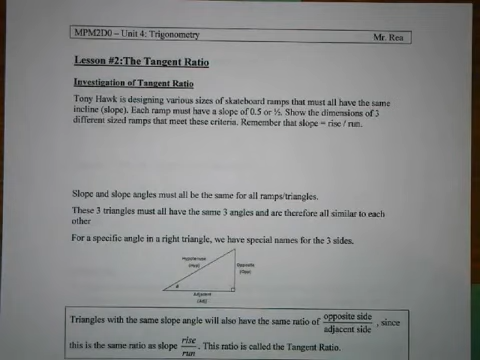 MPM2D0 – Unit 4: Trigonometry
Mr. Rea
Lesson #2:The Tangent Ratio
Investigation of Tangent Ratio
Tony Hawk is designing various sizes of skateboard ramps that must all have the same
incline (slope). Each ramp must have a slope of 0.5 or ½. Show the dimensions of 3
different sized ramps that meet these criteria. Remember that slope = rise / run.
Slope and slope angles must all be the same for all ramps/triangles.
These 3 triangles must all have the same 3 angles and are therefore all similar to each
other
For a specific angle in a right triangle, we have special names for the 3 sides.
Hypotenuse
(Hyp)
Opposite
(Opp)
Adjacent
(Adj)
Triangles with the same slope angle will also have the same ratio of opposite side / adjacent side , since
this is the same ratio as slope rise / run . This ratio is called the Tangent Ratio.